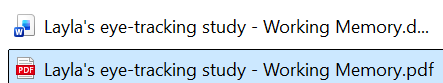 Layla's eye-tracking study - Working Memory.d...
Layla's eye-tracking study - Working Memory.pdf